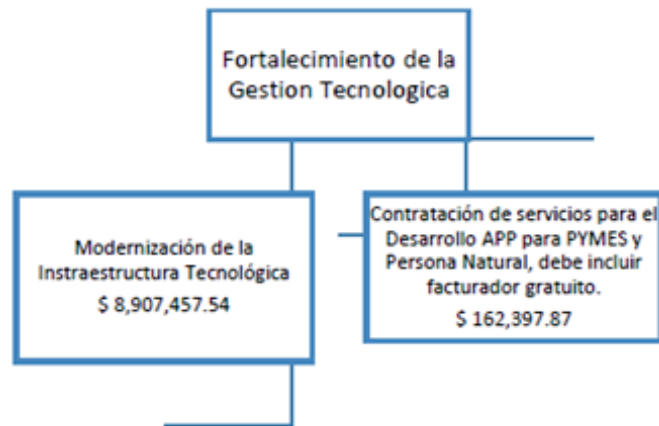 Fortalecimiento de la
Gestion Tecnologica
Modernización de la
Instraestructura Tecnológica
$ 8,907,457.54
Contratación de servicios para el
Desarrollo APP para PYMES y
Persona Natural, debe incluir
facturador gratuito.
$ 162,397.87